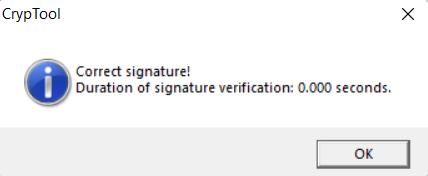 CrypTool
Correct signature!
Duration of signature verification: 0.000 seconds.
OK